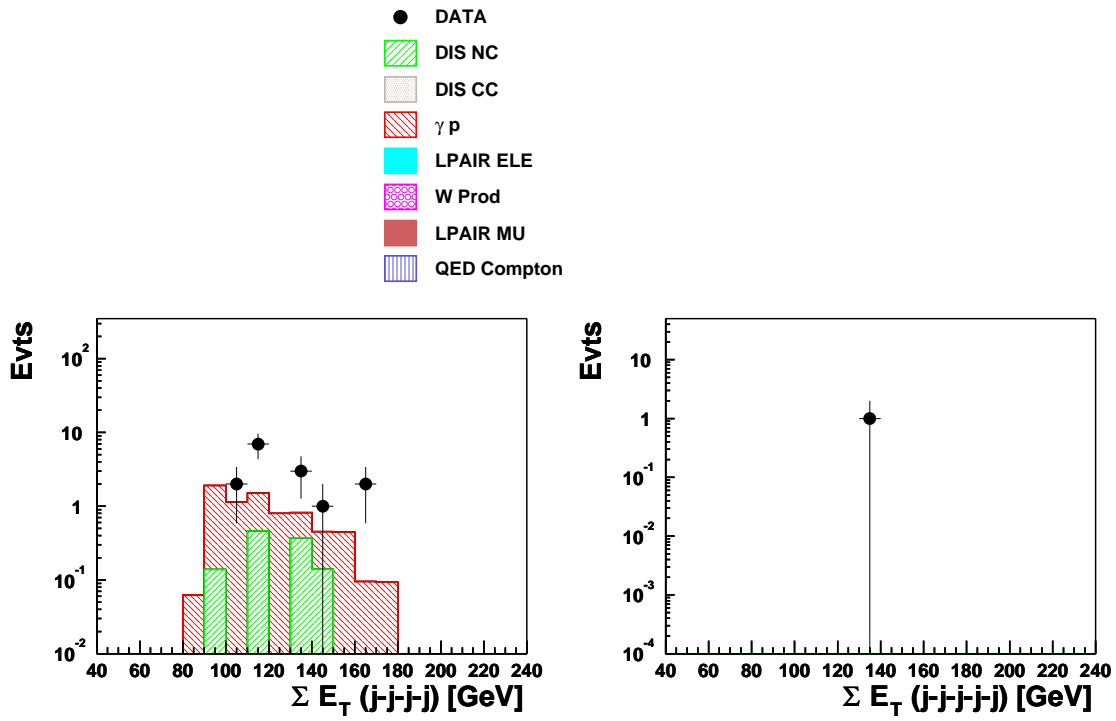 DATA
DIS NC
DIS CC
γ p
LPAIR ELE
W Prod
LPAIR MU
QED Compton
Evts
10²
10
1
10⁻¹
10⁻²
40 60 80 100 120 140 160 180 200 220 240
Σ E_T (j-j-j-j) [GeV]
Evts
10
1
10⁻¹
10⁻²
10⁻³
10⁻⁴
40 60 80 100 120 140 160 180 200 220 240
Σ E_T (j-j-j-j-j) [GeV]